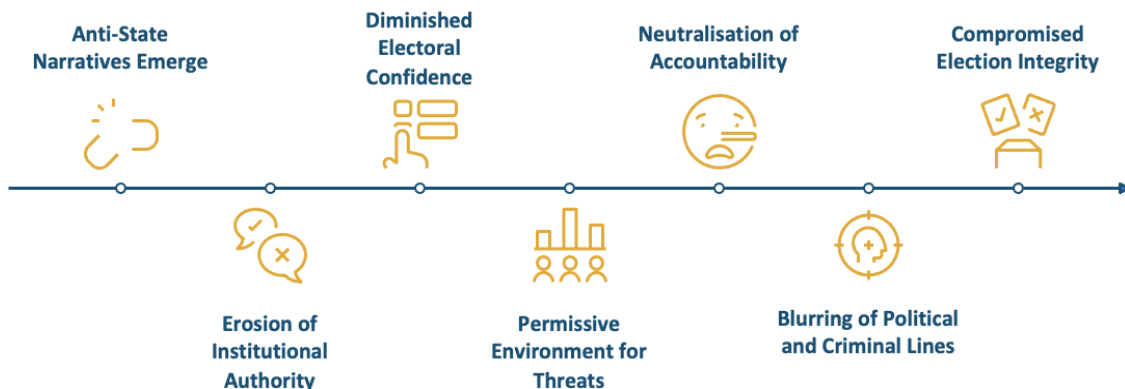 Anti-State
Narratives Emerge
Erosion of
Institutional
Authority
Diminished
Electoral
Confidence
Permissive
Environment for
Threats
Neutralisation of
Accountability
Blurring of Political
and Criminal Lines
Compromised
Election Integrity